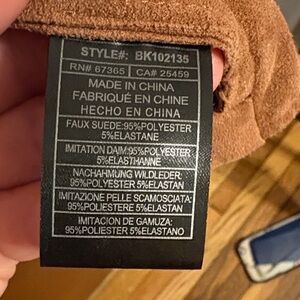 STYLE#: BK102135
RN# 67365 CA# 25459
MADE IN CHINA
FABRIQUÉ EN CHINE
HECHO EN CHINA
FAUX SUEDE:95%POLYESTER
5%ELASTANE
IMITATION DAIM:95%POLYESTER
5%ELASTHANNE
NACHAHMUNG WILDLEDER:
95%POLYESTER 5%ELASTAN
IMITAZIONE PELLE SCAMOSCIATA:
95%POLIESTERE 5%ELASTAN
IMITACION DE GAMUZA:
95%POLIESTER 5%ELASTANO